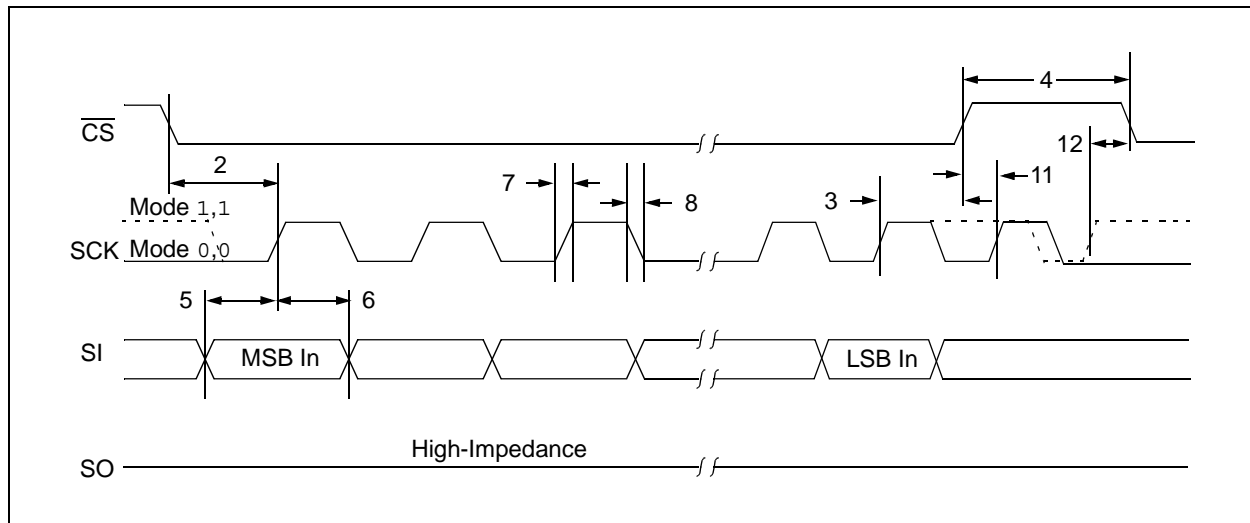 4
CS
12
2
11
7
8
3
Mode 1,1
SCK Mode 0,0
5
6
SI
MSB In
LSB In
High-Impedance
SO